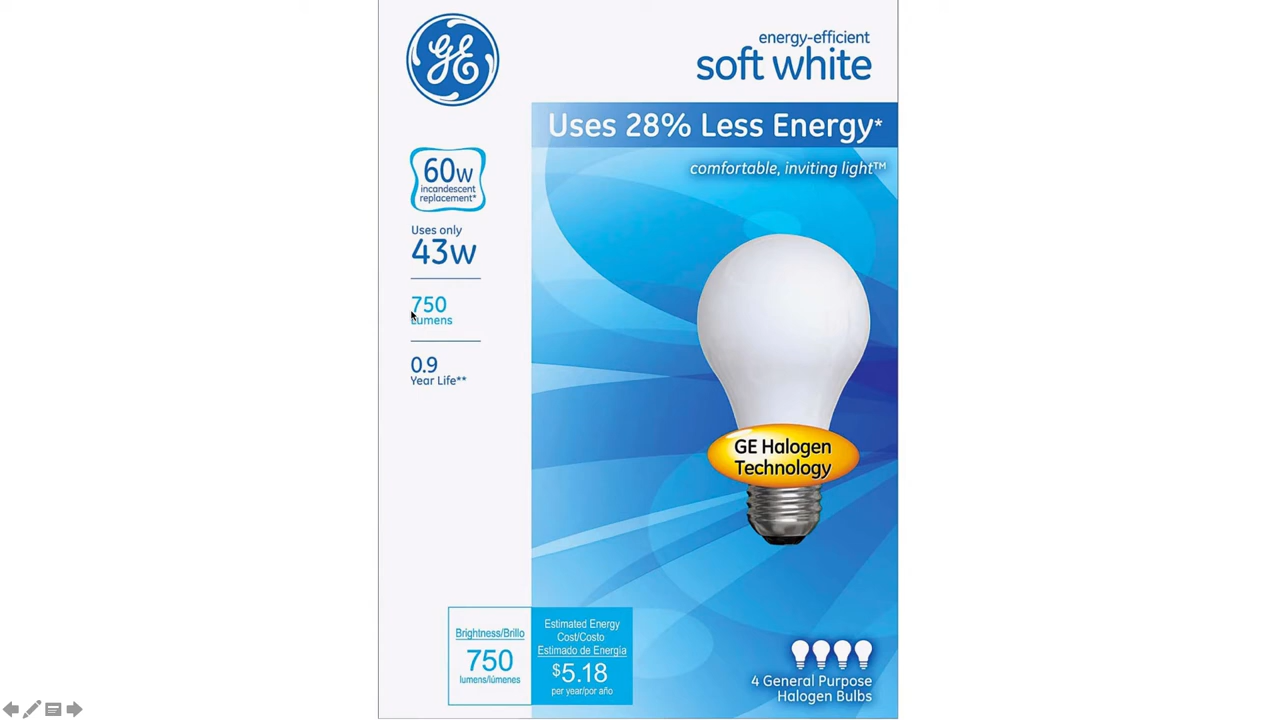 GE
energy-efficient
soft white
Uses 28% Less Energy*
comfortable, inviting light™
60w
incandescent
replacement*
Uses only
43w
750
Lumens
0.9
Year Life**
GE Halogen
Technology
Brightness/Brillo
750
lumens/lúmenes
Estimated Energy
Cost/Costo
Estimado de Energia
$5.18
per year/por año
4 General Purpose
Halogen Bulbs